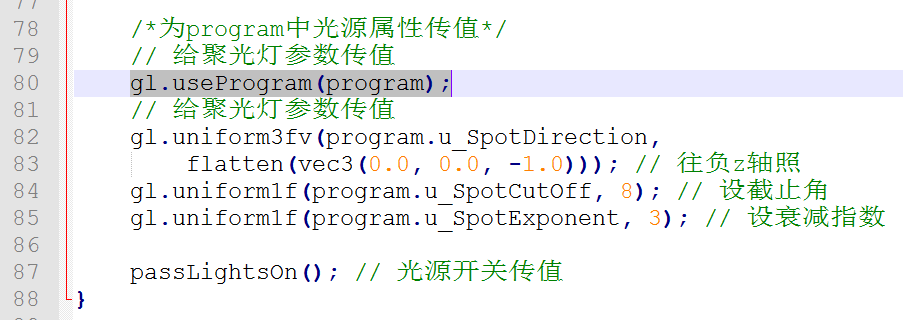 77
78 /*为program中光源属性传值*/
79 // 给聚光灯参数传值
80 gl.useProgram(program);
81 // 给聚光灯参数传值
82 gl.uniform3fv(program.u_SpotDirection,
83 flatten(vec3(0.0, 0.0, -1.0))); // 往负z轴照
84 gl.uniform1f(program.u_SpotCutOff, 8); // 设截止角
85 gl.uniform1f(program.u_SpotExponent, 3); // 设衰减指数
86
87 passLightsOn(); // 光源开关传值
88 }